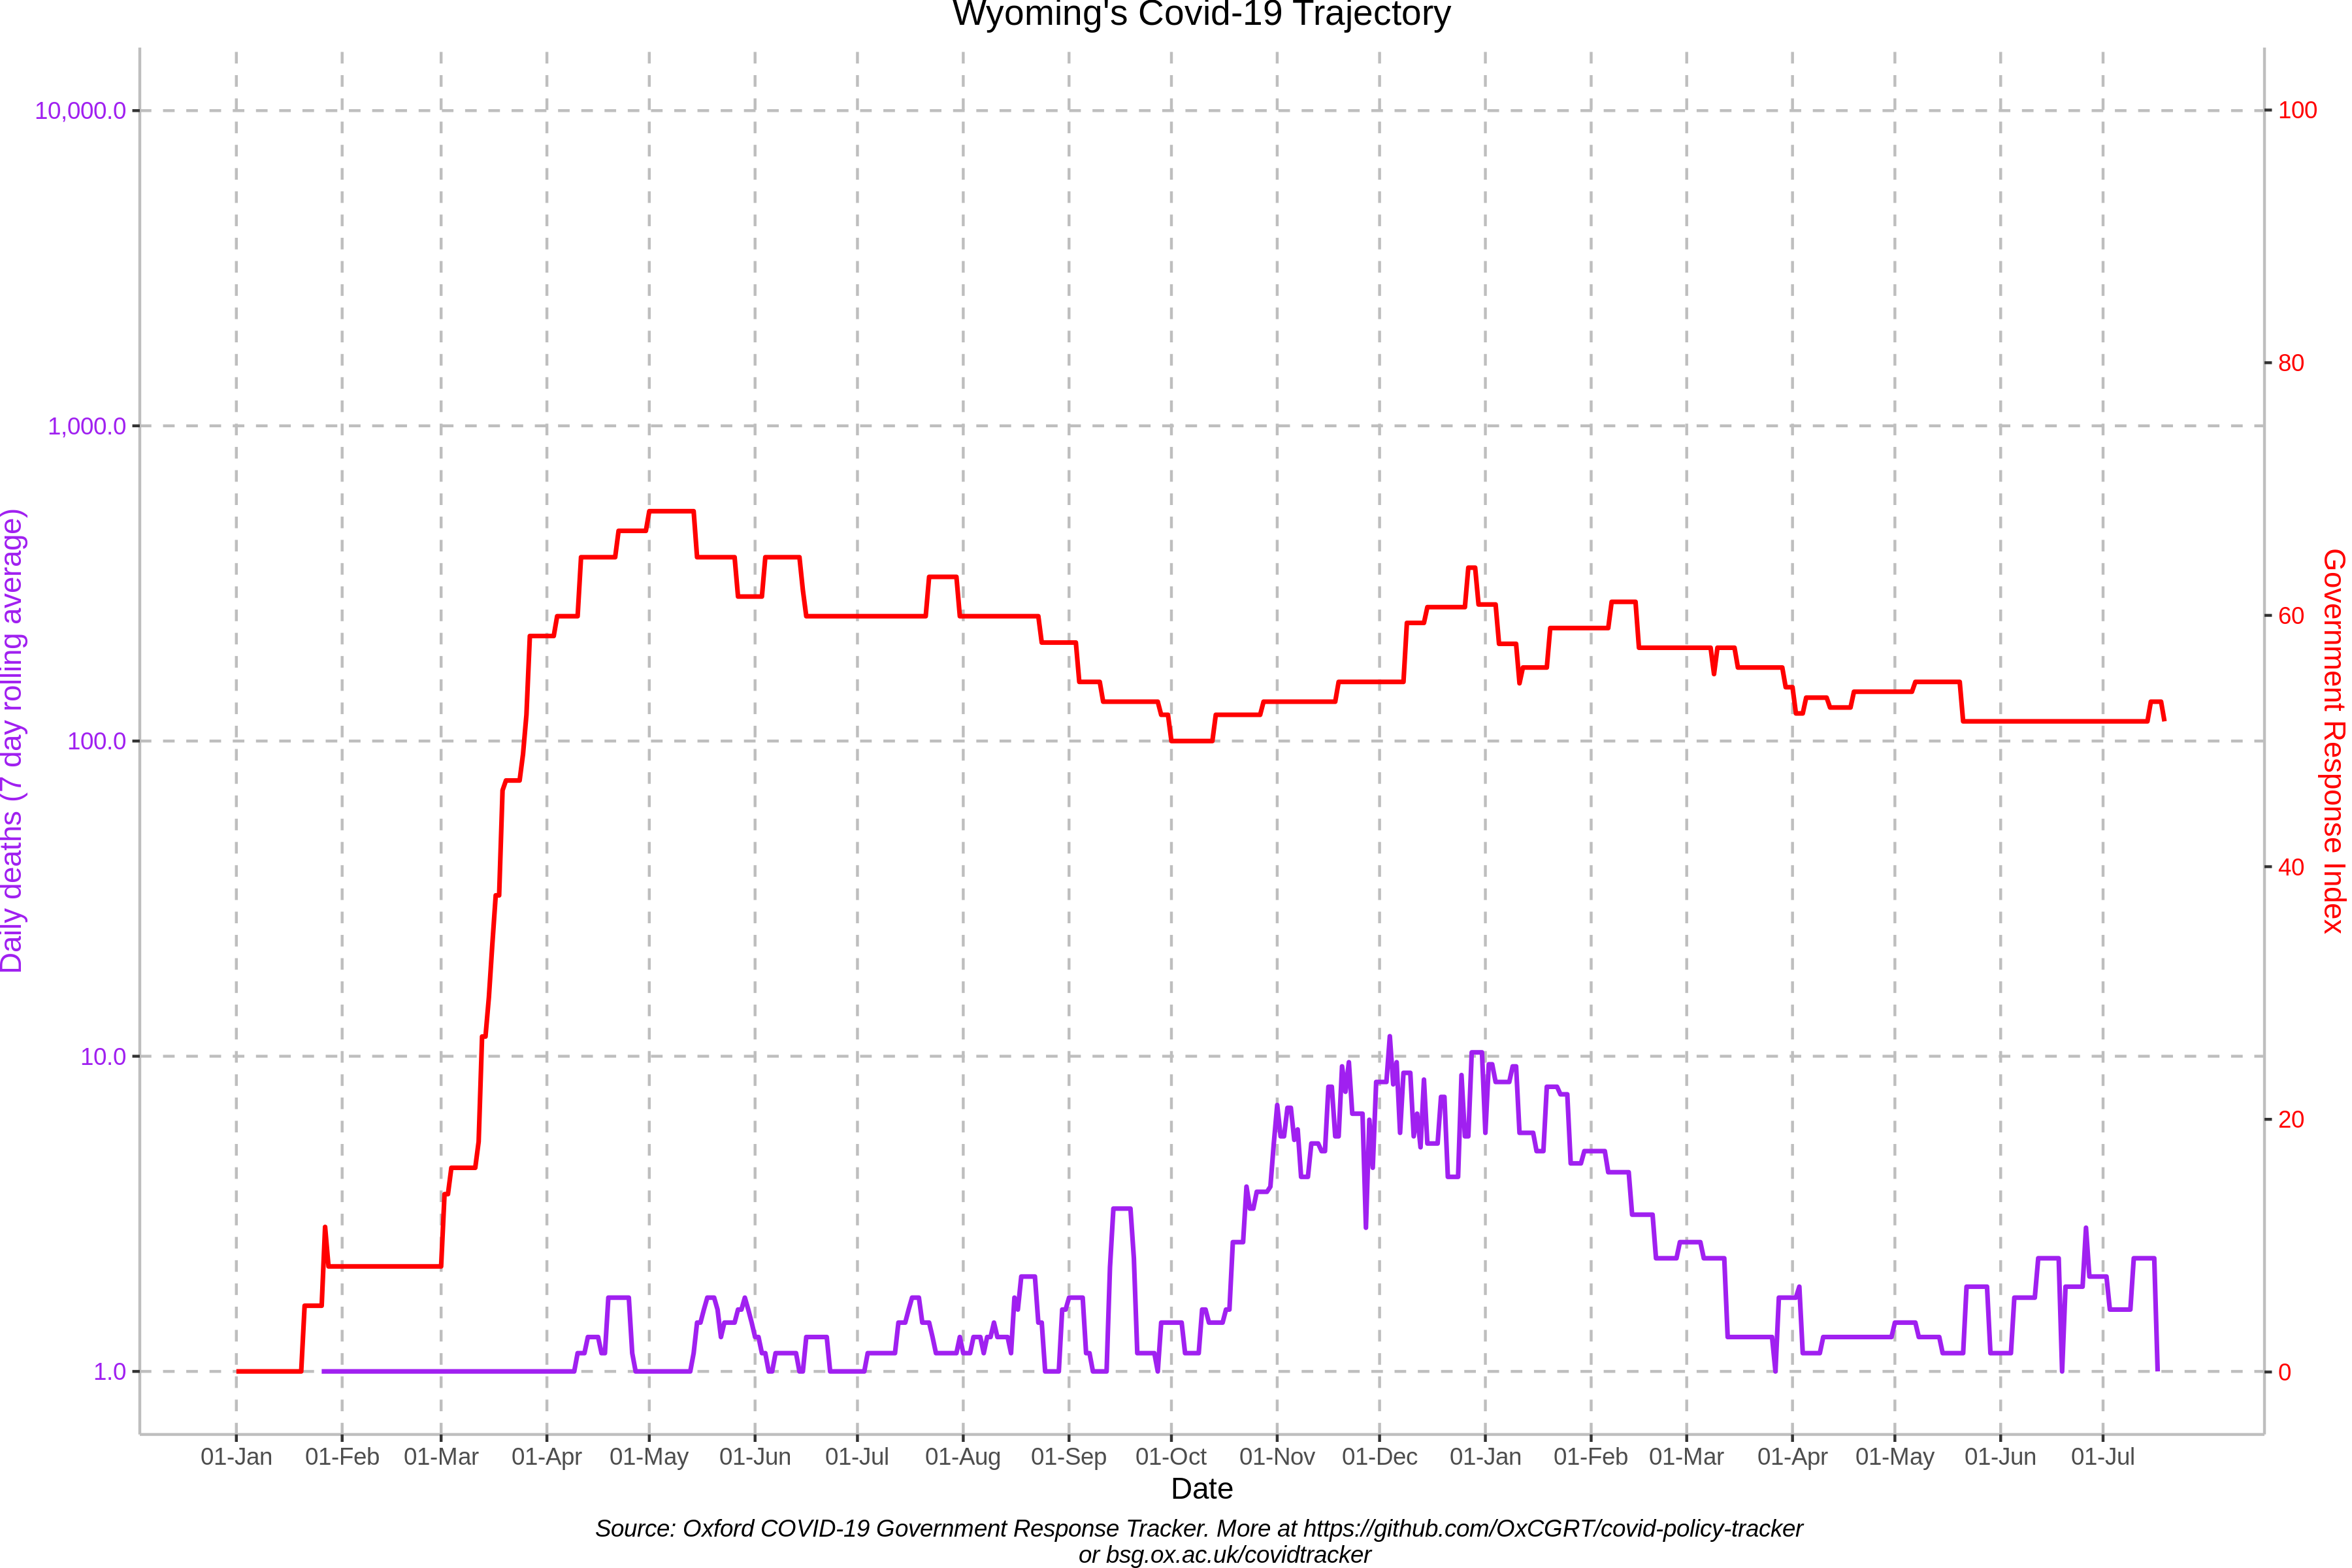 Wyoming's Covid-19 Trajectory
10,000.0
1,000.0
100.0
10.0
1.0
Daily deaths (7 day rolling average)
100
80
60
40
20
0
Government Response Index
01-Jan 01-Feb 01-Mar 01-Apr 01-May 01-Jun 01-Jul 01-Aug 01-Sep 01-Oct 01-Nov 01-Dec 01-Jan 01-Feb 01-Mar 01-Apr 01-May 01-Jun 01-Jul
Date
Source: Oxford COVID-19 Government Response Tracker. More at https://github.com/OxCGRT/covid-policy-tracker
or bsg.ox.ac.uk/covidtracker